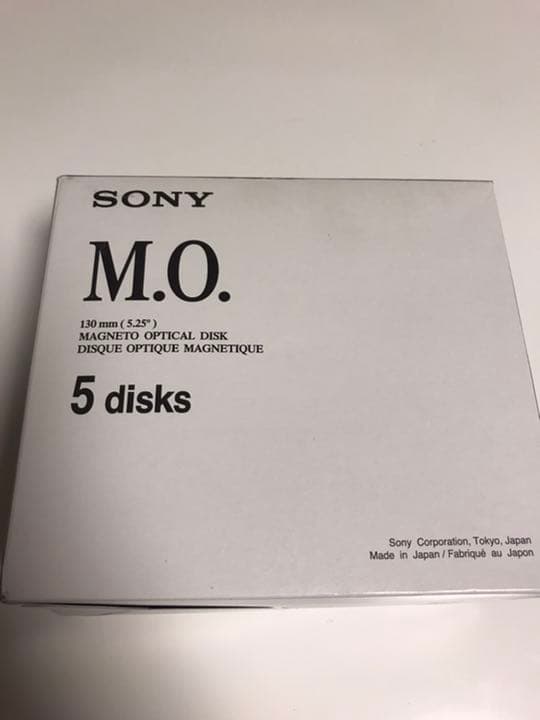 SONY
M.O.
130 mm ( 5.25" )
MAGNETO OPTICAL DISK
DISQUE OPTIQUE MAGNETIQUE
5 disks
Sony Corporation, Tokyo, Japan
Made in Japan / Fabriqué au Japon